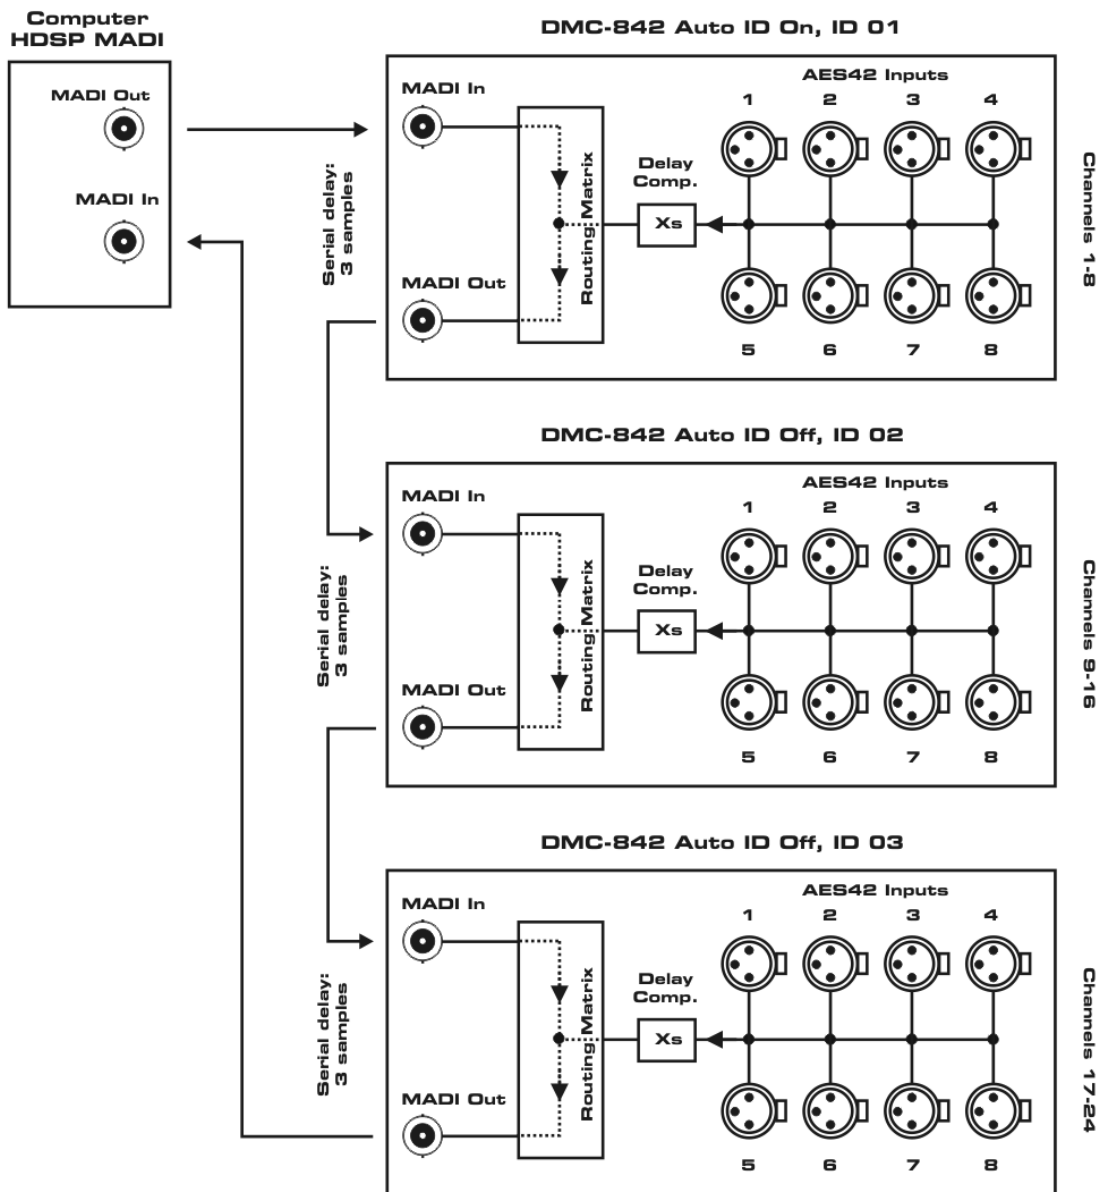 Computer
HDSP MADI
MADI Out
MADI In
DMC-842 Auto ID On, ID 01
MADI In
AES42 Inputs
1 2 3 4
Delay
Comp.
Xs
Routing Matrix
MADI Out
5 6 7 8
Serial delay:
3 samples
Channels 1-8
DMC-842 Auto ID Off, ID 02
MADI In
AES42 Inputs
1 2 3 4
Delay
Comp.
Xs
Routing Matrix
MADI Out
5 6 7 8
Serial delay:
3 samples
Channels 9-16
DMC-842 Auto ID Off, ID 03
MADI In
AES42 Inputs
1 2 3 4
Delay
Comp.
Xs
Routing Matrix
MADI Out
5 6 7 8
Serial delay:
3 samples
Channels 17-24